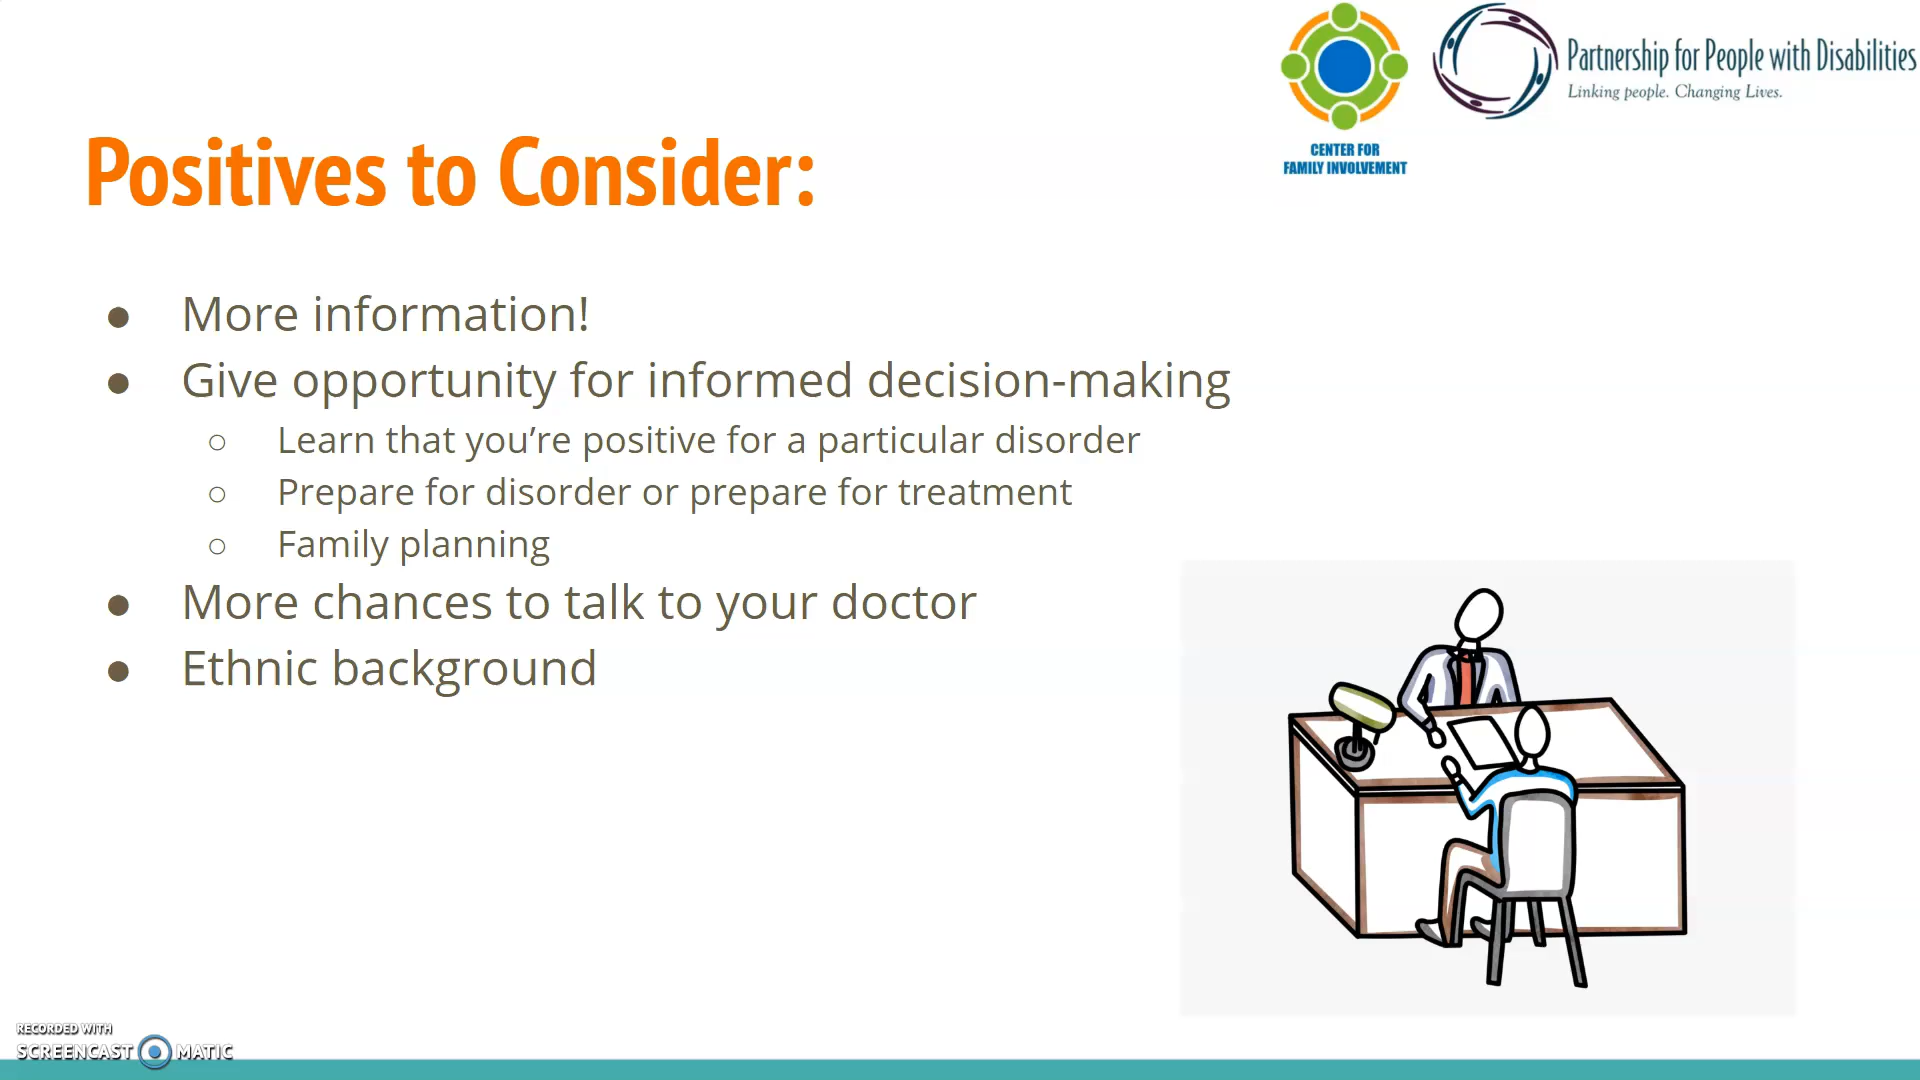 Partnership for People with Disabilities
Linking people. Changing Lives.
CENTER FOR
FAMILY INVOLVEMENT
Positives to Consider:
● More information!
● Give opportunity for informed decision-making
○ Learn that you’re positive for a particular disorder
○ Prepare for disorder or prepare for treatment
○ Family planning
● More chances to talk to your doctor
● Ethnic background
RECORDED WITH
SCREENCAST MATIC